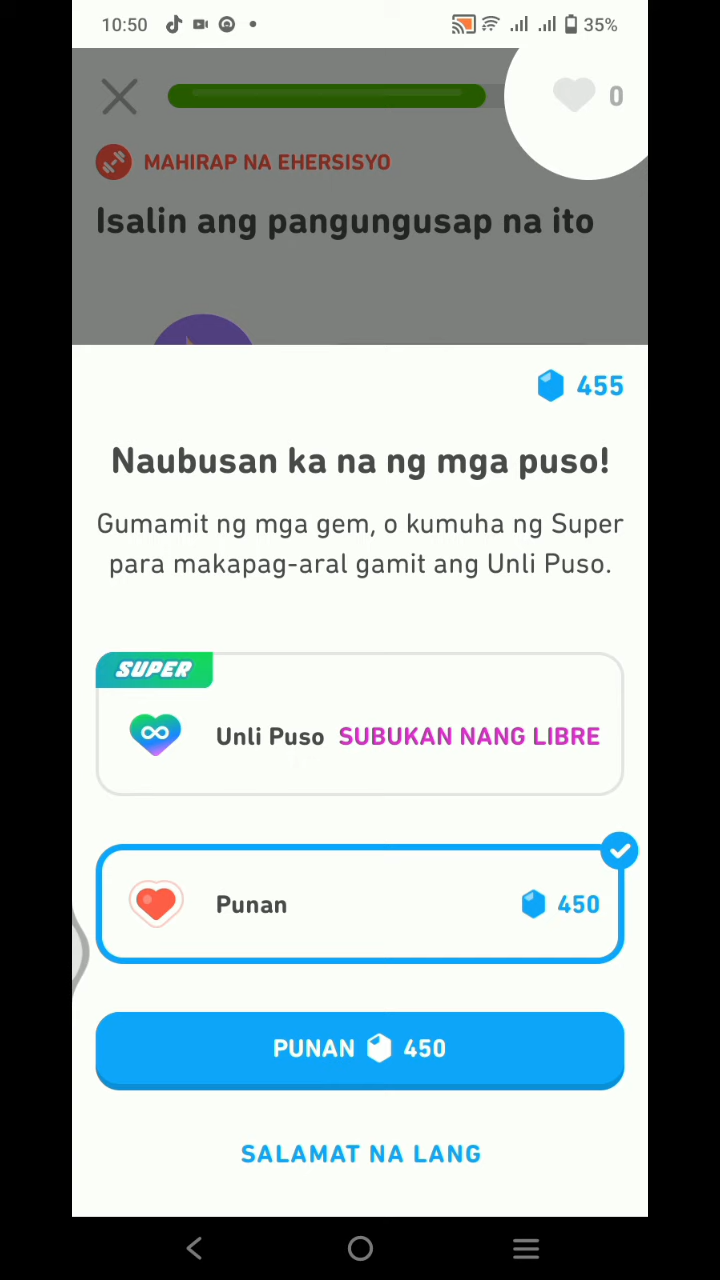 10:50
35%
0
MAHIRAP NA EHERSISYO
Isalin ang pangungusap na ito
455
Naubusan ka na ng mga puso!
Gumamit ng mga gem, o kumuha ng Super
para makapag-aral gamit ang Unli Puso.
SUPER
Unli Puso SUBUKAN NANG LIBRE
Punan 450
PUNAN 450
SALAMAT NA LANG